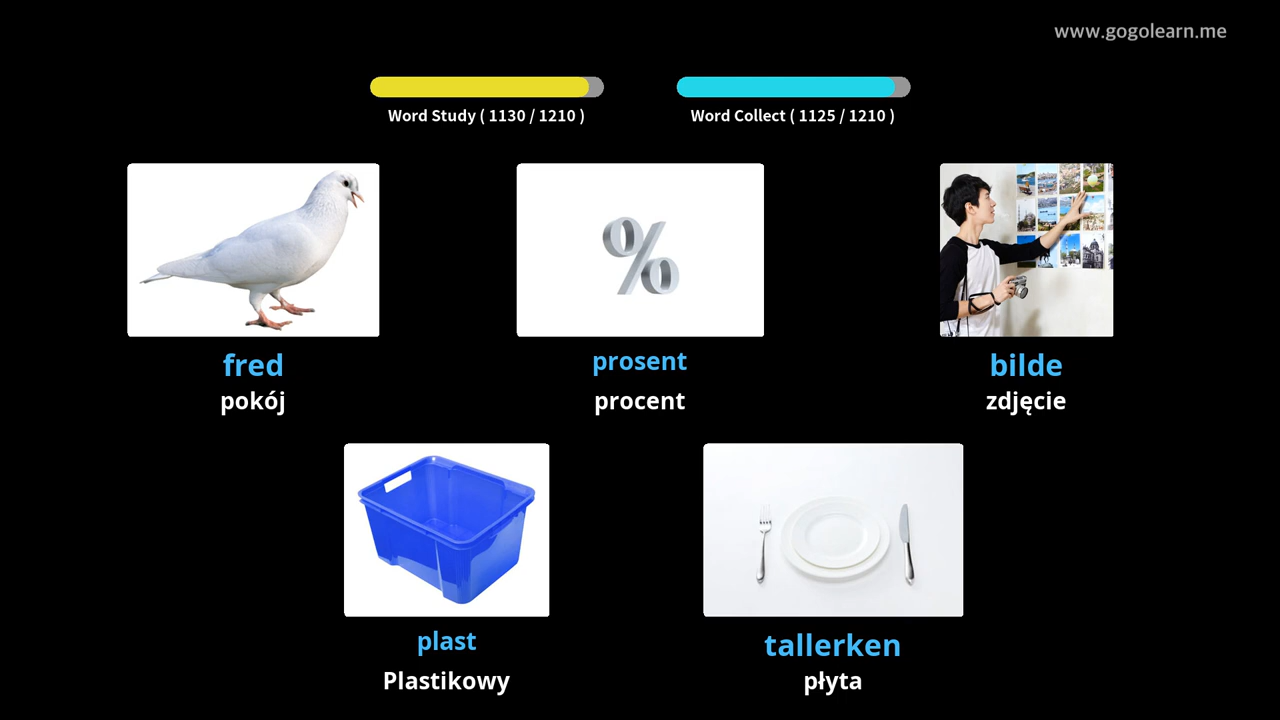 www.gogolearn.me
Word Study ( 1130 / 1210 )
Word Collect ( 1125 / 1210 )
fred
pokój
prosent
procent
bilde
zdjęcie
plast
Plastikowy
tallerken
płyta